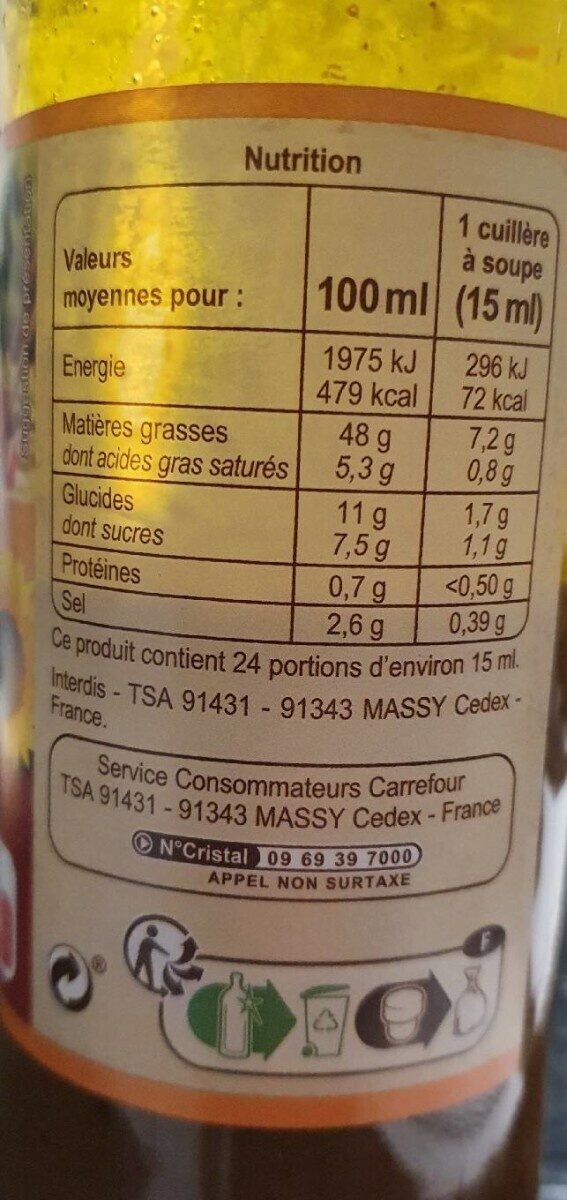 Suggestion de présentation
Nutrition
Valeurs moyennes pour : 100 ml 1 cuillère à soupe (15 ml)
Energie 1975 kJ 296 kJ
479 kcal 72 kcal
Matières grasses 48 g 7,2 g
dont acides gras saturés 5,3 g 0,8 g
Glucides 11 g 1,7 g
dont sucres 7,5 g 1,1 g
Protéines 0,7 g <0,50 g
Sel 2,6 g 0,39 g
Ce produit contient 24 portions d'environ 15 ml.
Interdis - TSA 91431 - 91343 MASSY Cedex -
France.
Service Consommateurs Carrefour
TSA 91431 - 91343 MASSY Cedex - France
N°Cristal 09 69 39 7000
APPEL NON SURTAXE
®
F